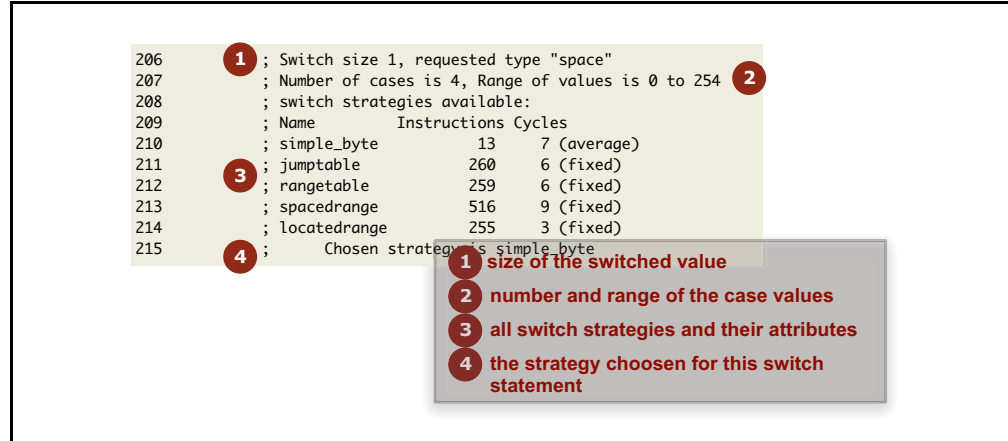 206 1 ; Switch size 1, requested type "space"
207 ; Number of cases is 4, Range of values is 0 to 254 2
208 ; switch strategies available:
209 ; Name Instructions Cycles
210 ; simple_byte 13 7 (average)
211 ; jumptable 260 6 (fixed)
3
212 ; rangetable 259 6 (fixed)
213 ; spacedrange 516 9 (fixed)
214 ; locatedrange 255 3 (fixed)
215 4 ; Chosen strategy is simple_byte
1 size of the switched value
2 number and range of the case values
3 all switch strategies and their attributes
4 the strategy choosen for this switch
statement